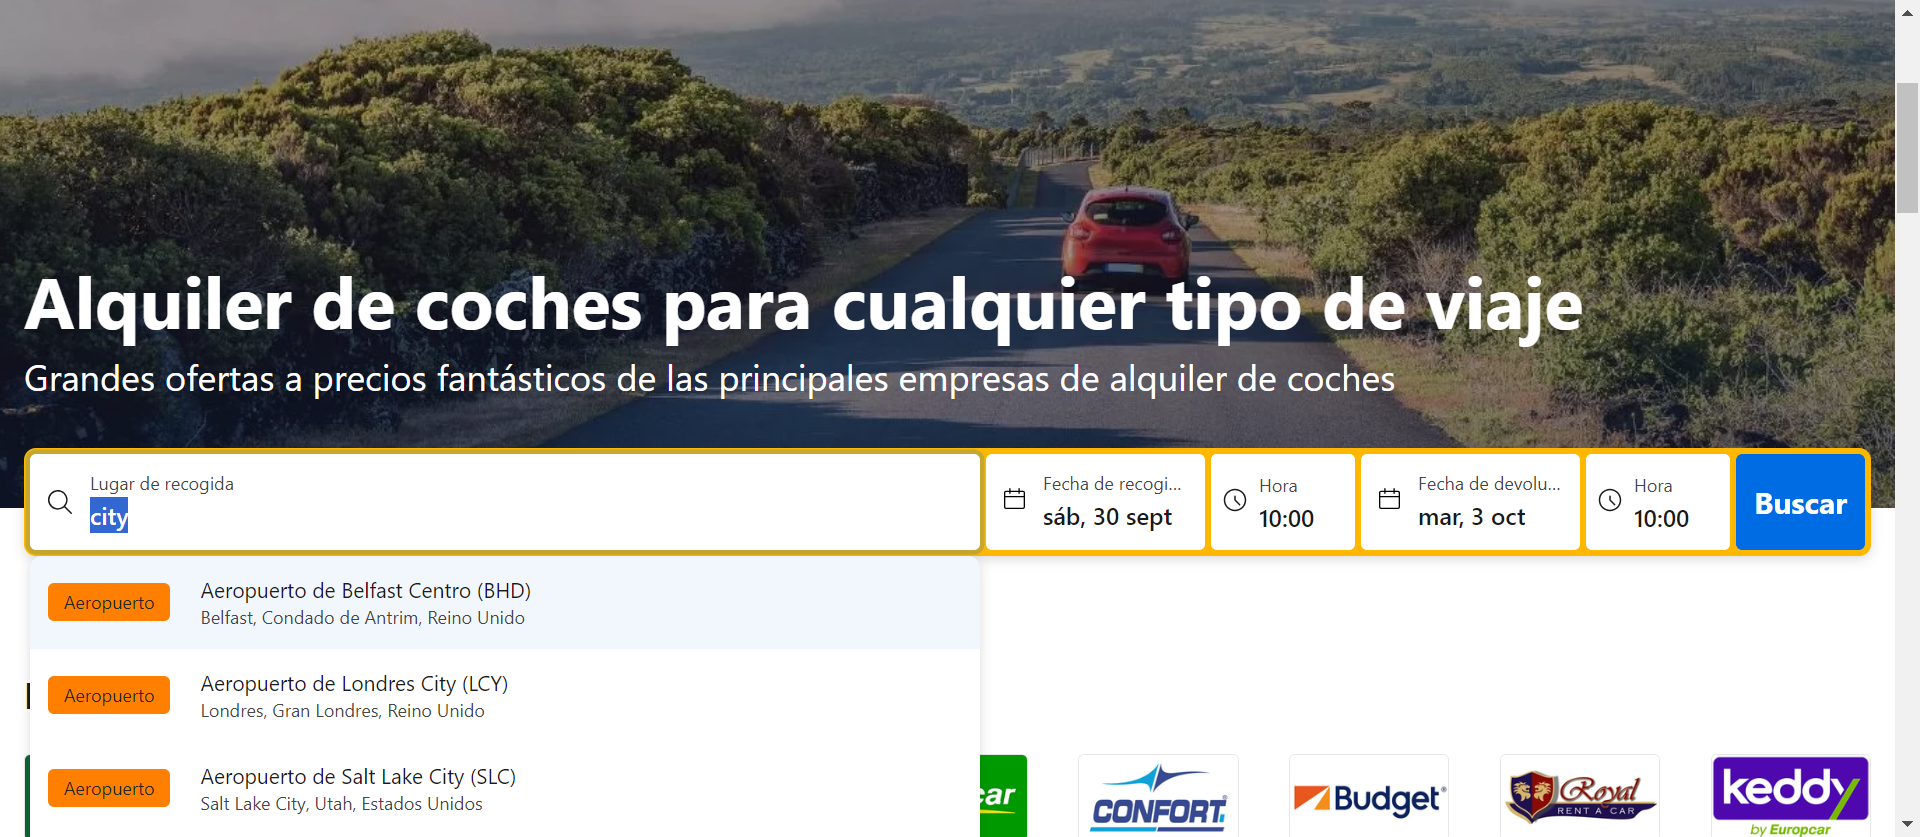 Alquiler de coches para cualquier tipo de viaje
Grandes ofertas a precios fantásticos de las principales empresas de alquiler de coches
Lugar de recogida
city
Fecha de recogi...
sáb, 30 sept
Hora
10:00
Fecha de devolu...
mar, 3 oct
Hora
10:00
Buscar
Aeropuerto
Aeropuerto de Belfast Centro (BHD)
Belfast, Condado de Antrim, Reino Unido
Aeropuerto
Aeropuerto de Londres City (LCY)
Londres, Gran Londres, Reino Unido
Aeropuerto
Aeropuerto de Salt Lake City (SLC)
Salt Lake City, Utah, Estados Unidos
car
CONFORT
Budget
Royal
RENT A CAR
keddy
by Europcar